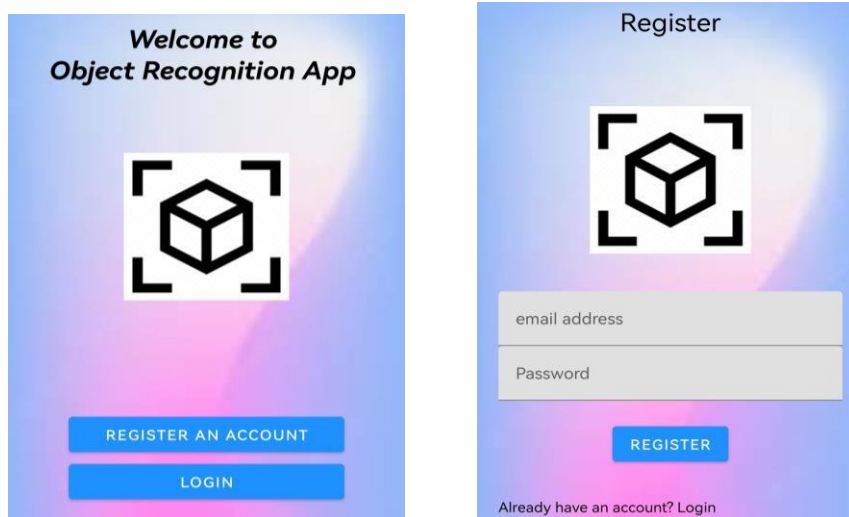 Welcome to
Object Recognition App
REGISTER AN ACCOUNT
LOGIN
Register
email address
Password
REGISTER
Already have an account? Login